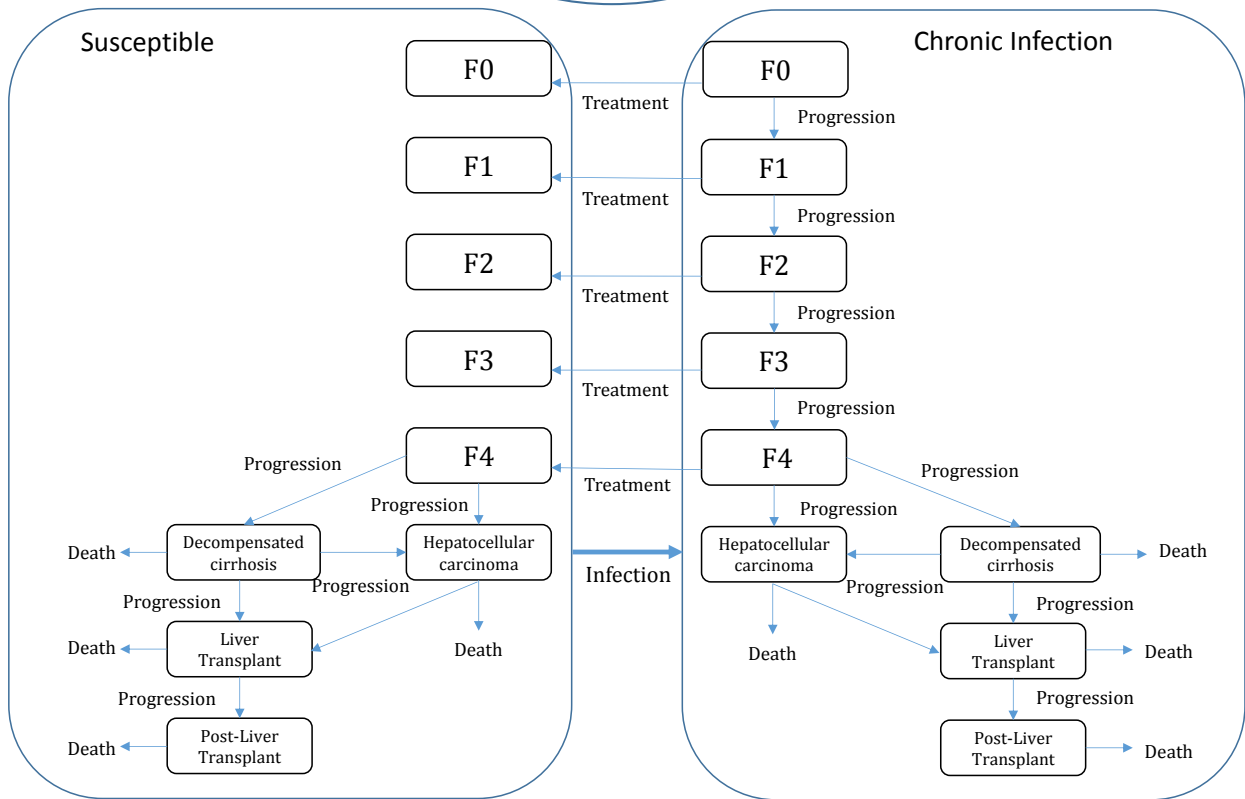 Susceptible
Chronic Infection
F0
F0
Treatment
Progression
F1
F1
Treatment
Progression
F2
F2
Treatment
Progression
F3
F3
Treatment
Progression
F4
F4
Progression
Treatment
Progression
Progression
Progression
Death
Decompensated
cirrhosis
Hepatocellular
carcinoma
Infection
Hepatocellular
carcinoma
Decompensated
cirrhosis
Death
Progression
Progression
Progression
Progression
Death
Liver
Transplant
Death
Death
Liver
Transplant
Death
Progression
Progression
Death
Post-Liver
Transplant
Post-Liver
Transplant
Death